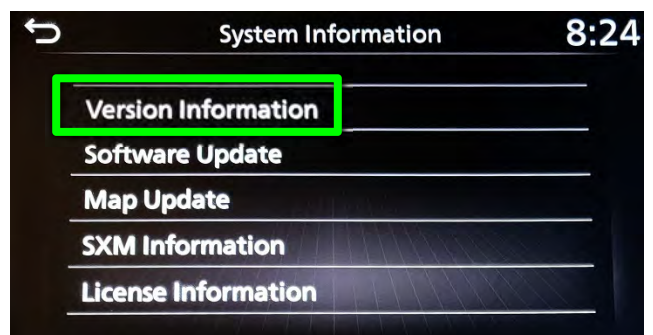 System Information 8:24
Version Information
Software Update
Map Update
SXM Information
License Information